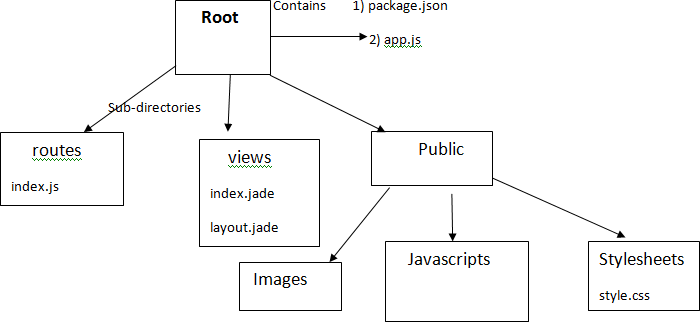 Root
Contains
1) package.json
2) app.js
Sub-directories
routes
index.js
views
index.jade
layout.jade
Public
Images
Javascripts
Stylesheets
style.css